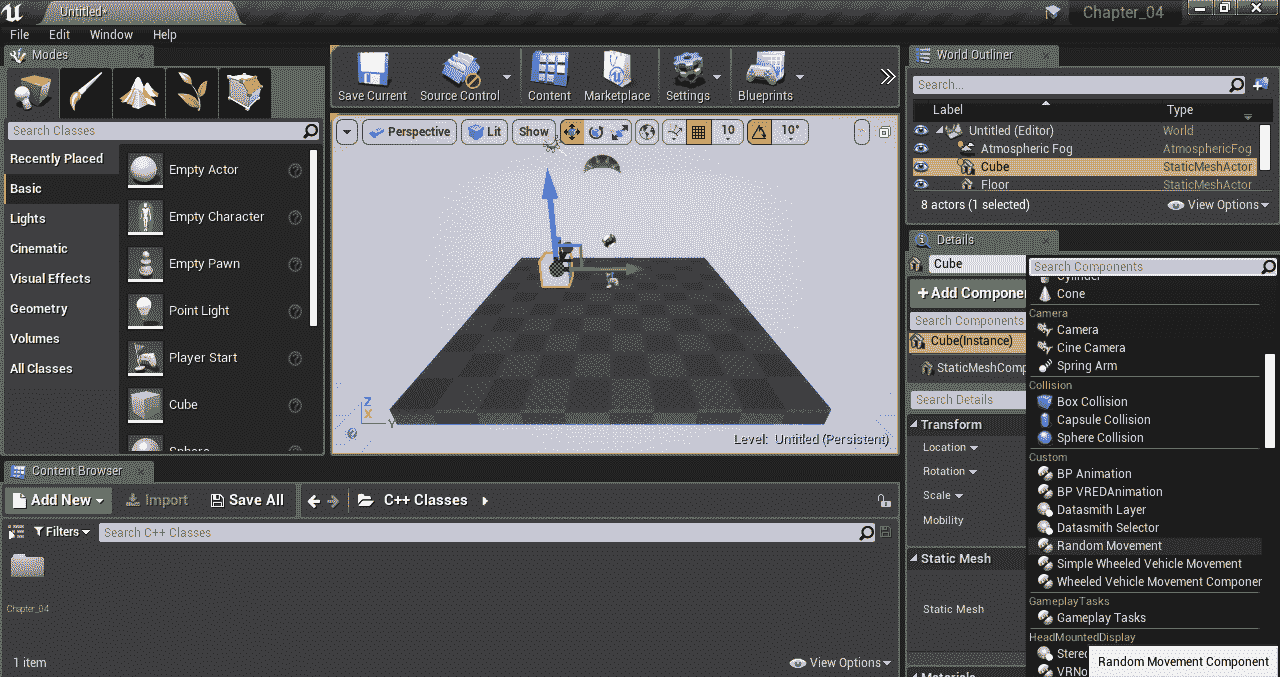 Untitled*
Chapter_04
File Edit Window Help
Modes
Search Classes
Recently Placed
Basic
Lights
Cinematic
Visual Effects
Geometry
Volumes
All Classes
Empty Actor
Empty Character
Empty Pawn
Point Light
Player Start
Cube
Sphere
Save Current Source Control Content Marketplace Settings Blueprints
Perspective Lit Show 10 10°
Z
X
Y
Level: Untitled (Persistent)
World Outliner
Search...
Label Type
Untitled (Editor) World
Atmospheric Fog AtmosphericFog
Cube StaticMeshActor
Floor StaticMeshActor
8 actors (1 selected) View Options
Details
Cube
+ Add Componen
Search Components
Cube(Instance)
StaticMeshComp
Search Details
Transform
Location
Rotation
Scale
Mobility
Static Mesh
Static Mesh
Materials
Search Components
Cylinder
Cone
Camera
Camera
Cine Camera
Spring Arm
Collision
Box Collision
Capsule Collision
Sphere Collision
Custom
BP Animation
BP VREDAnimation
Datasmith Layer
Datasmith Selector
Random Movement
Simple Wheeled Vehicle Movement
Wheeled Vehicle Movement Componer
GameplayTasks
Gameplay Tasks
HeadMountedDisplay
Stere
VRNo
Random Movement Component
Content Browser
Add New Import Save All C++ Classes
Filters Search C++ Classes
Chapter_04
1 item View Options